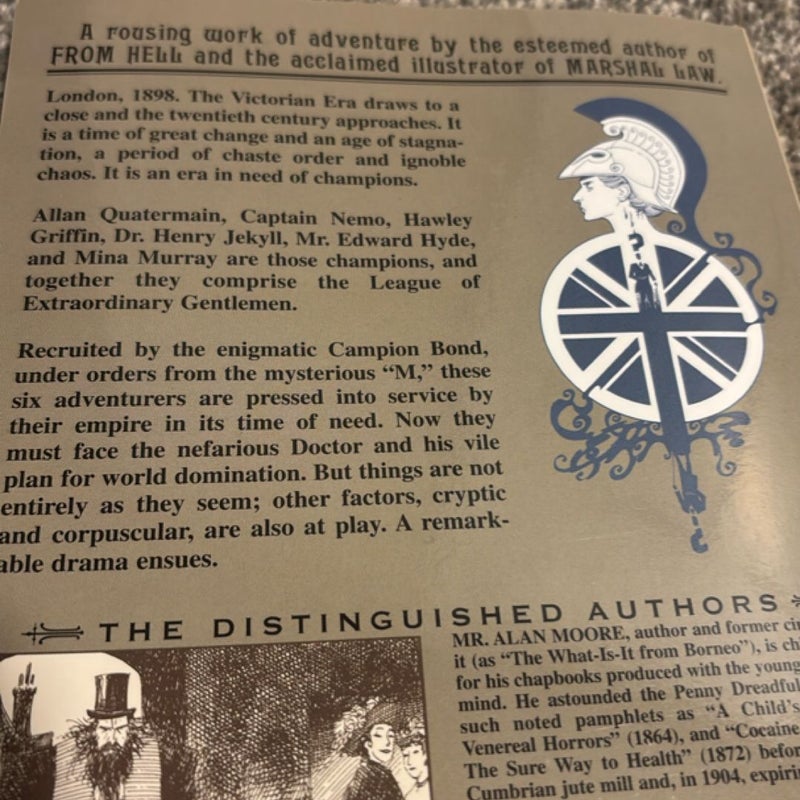 A rousing work of adventure by the esteemed author of
FROM HELL and the acclaimed illustrator of MARSHAL LAW.
London, 1898. The Victorian Era draws to a
close and the twentieth century approaches. It
is a time of great change and an age of stagna-
tion, a period of chaste order and ignoble
chaos. It is an era in need of champions.
Allan Quatermain, Captain Nemo, Hawley
Griffin, Dr. Henry Jekyll, Mr. Edward Hyde,
and Mina Murray are those champions, and
together they comprise the League of
Extraordinary Gentlemen.
Recruited by the enigmatic Campion Bond,
under orders from the mysterious “M,” these
six adventurers are pressed into service by
their empire in its time of need. Now they
must face the nefarious Doctor and his vile
plan for world domination. But things are not
entirely as they seem; other factors, cryptic
and corpuscular, are also at play. A remark-
able drama ensues.
THE DISTINGUISHED AUTHORS
MR. ALAN MOORE, author and former cir
it (as “The What-Is-It from Borneo”), is ch
for his chapbooks produced with the young
mind. He astounded the Penny Dreadful
such noted pamphlets as “A Child’s
Venereal Horrors” (1864), and “Cocaine
The Sure Way to Health” (1872) befor
Cumbrian jute mill and, in 1904, expirin